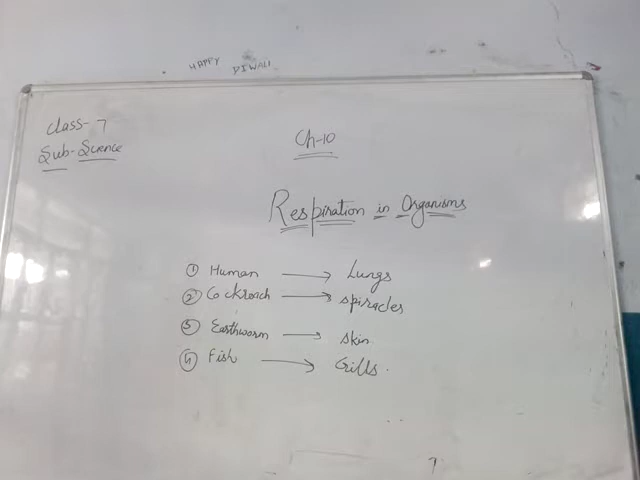 HAPPY DIWALI
Class-7
Sub-Science
Ch-10
Respiration in Organisms
① Human → Lungs
② Cockroach → spiracles
③ Earthworm → skin
④ Fish → Gills.